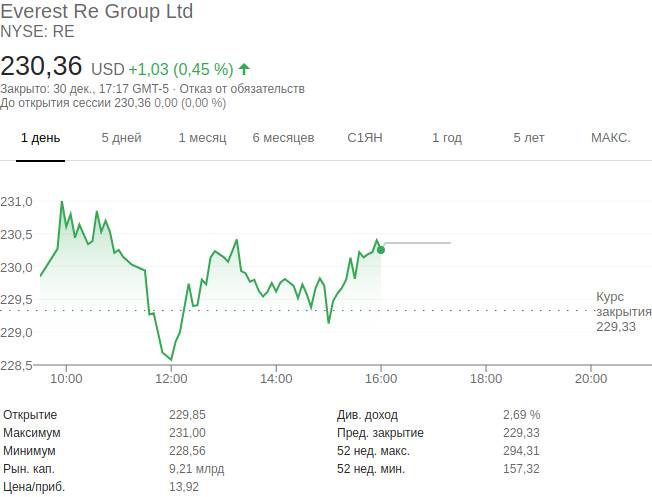 Everest Re Group Ltd
NYSE: RE
230,36 USD +1,03 (0,45 %)
Закрыто: 30 дек., 17:17 GMT-5 · Отказ от обязательств
До открытия сессии 230,36 0,00 (0,00 %)
1 день 5 дней 1 месяц 6 месяцев С1ЯН 1 год 5 лет МАКС.
231,0
230,5
230,0
229,5
229,0
228,5
Курс
закрытия
229,33
10:00 12:00 14:00 16:00 18:00 20:00
Открытие 229,85 Див. доход 2,69 %
Максимум 231,00 Пред. закрытие 229,33
Минимум 228,56 52 нед. макс. 294,31
Рын. кап. 9,21 млрд 52 нед. мин. 157,32
Цена/приб. 13,92